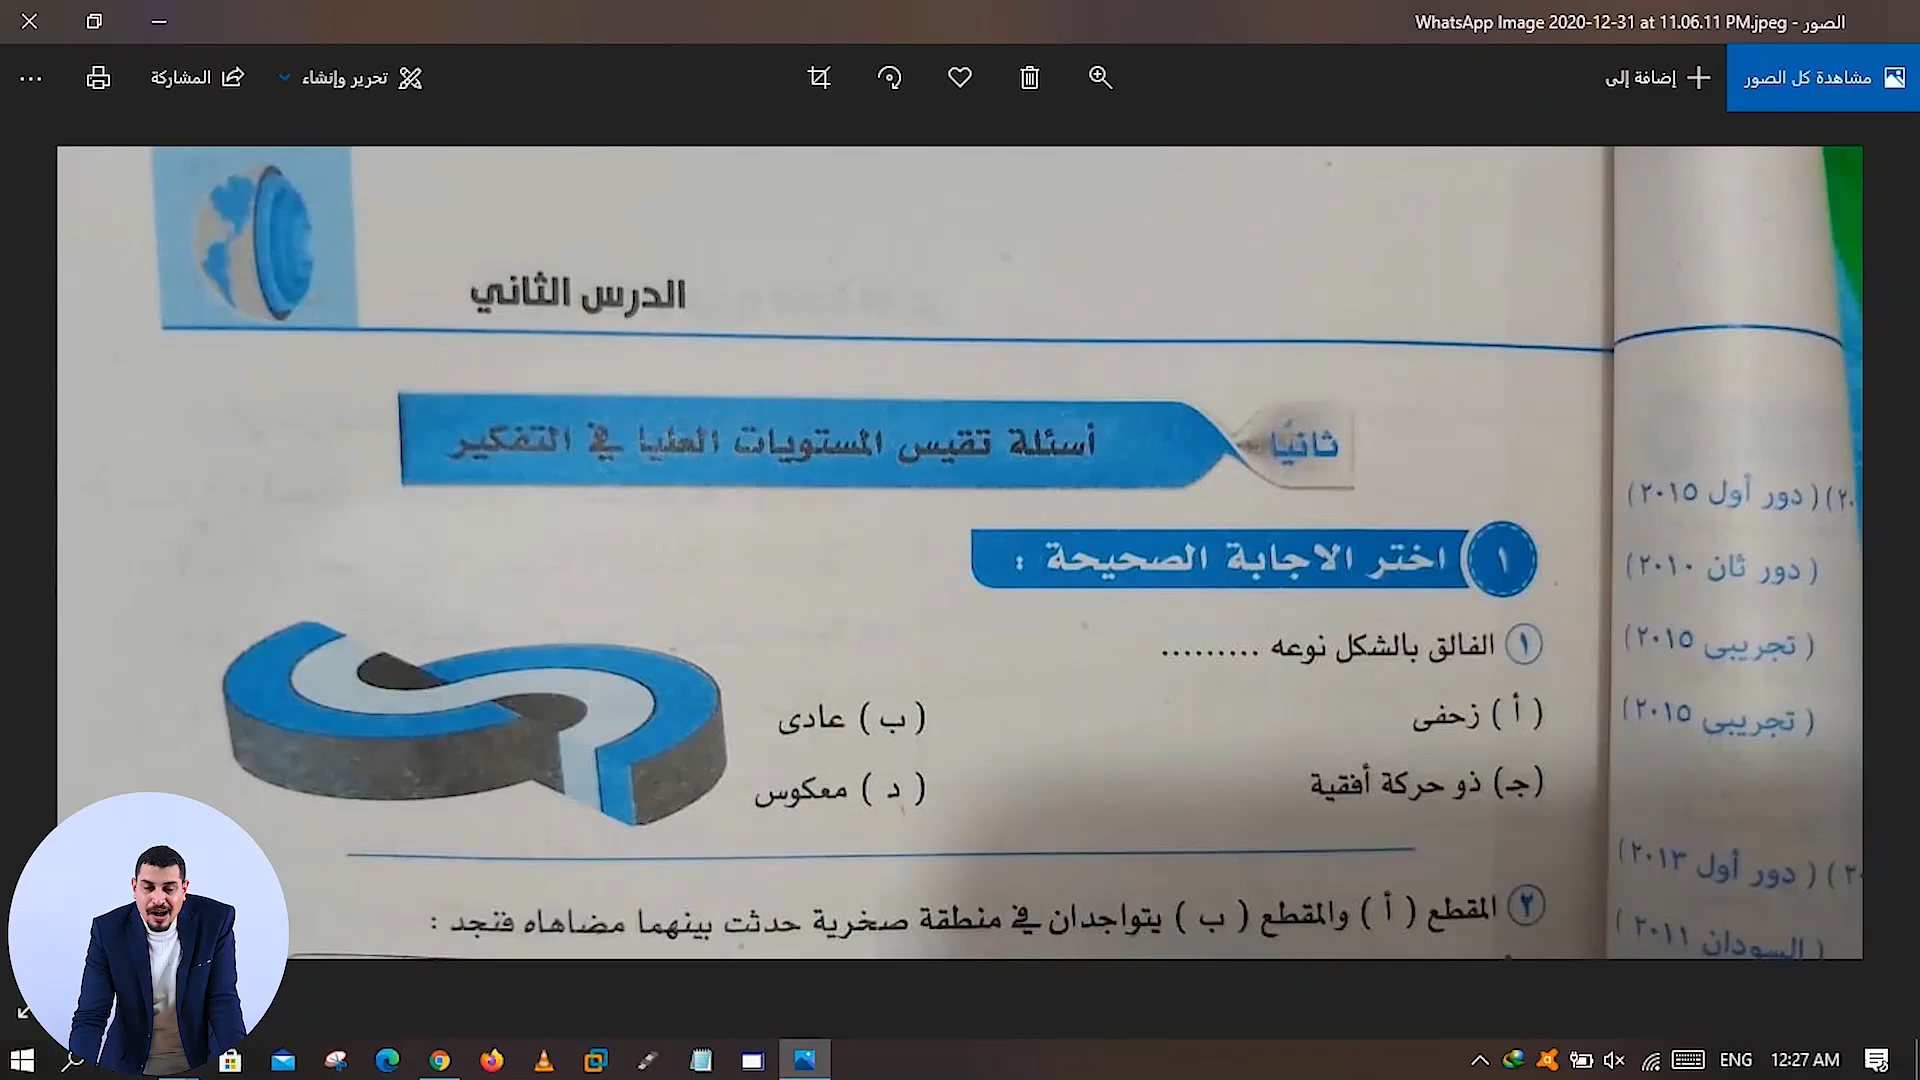 WhatsApp Image 2020-12-31 at 11.06.11 PM.jpeg - الصور
مشاهدة كل الصور
إضافة إلى
تحرير وإنشاء
المشاركة
الدرس الثاني
ثانيًا
أسئلة تقيس المستويات العليا في التفكير
١ اختر الاجابة الصحيحة :
١ الفالق بالشكل نوعه .........
( أ ) زحفى
( ب ) عادى
(جـ) ذو حركة أفقية
( د ) معكوس
٢ المقطع ( أ ) والمقطع ( ب ) يتواجدان في منطقة صخرية حدثت بينهما مضاهاه فتجد :
( دور أول ٢٠١٥)
( دور ثان ٢٠١٠)
( تجريبى ٢٠١٥)
( تجريبى ٢٠١٥)
( دور أول ٢٠١٣)
( السودان ٢٠١١)
ENG
12:27 AM